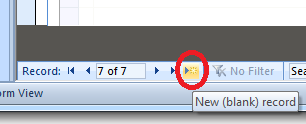 Record: 7 of 7 No Filter Sea
orm View
New (blank) record